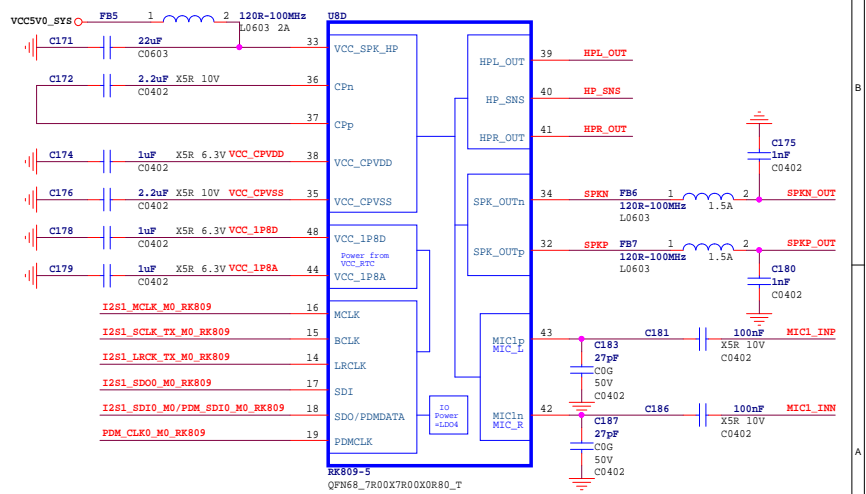 VCC5V0_SYS FB5 1 2 120R-100MHz U8D
L0603 2A
C171 22uF 33 VCC_SPK_HP
C0603
HPL_OUT 39 HPL_OUT
C172 2.2uF X5R 10V 36 CPn
C0402
HP_SNS 40 HP_SNS
37 CPp
HPR_OUT 41 HPR_OUT
C175
1nF
C0402
C174 1uF X5R 6.3V VCC_CPVDD 38 VCC_CPVDD
C0402
C176 2.2uF X5R 10V VCC_CPVSS 35 VCC_CPVSS
C0402
SPK_OUTn 34 SPKN FB6 1 2 SPKN_OUT
120R-100MHz 1.5A
L0603
C178 1uF X5R 6.3V VCC_1P8D 48 VCC_1P8D
C0402
Power from
VCC_RTC
SPK_OUTp 32 SPKP FB7 1 2 SPKP_OUT
120R-100MHz 1.5A
L0603
C179 1uF X5R 6.3V VCC_1P8A 44 VCC_1P8A
C0402
C180
1nF
C0402
I2S1_MCLK_M0_RK809 16 MCLK
I2S1_SCLK_TX_M0_RK809 15 BCLK
I2S1_LRCK_TX_M0_RK809 14 LRCLK
I2S1_SDO0_M0_RK809 17 SDI
I2S1_SDI0_M0/PDM_SDI0_M0_RK809 18 SDO/PDMDATA
PDM_CLK0_M0_RK809 19 PDMCLK
IO
Power
=LDO4
MIC1p 43 C181 100nF MIC1_INP
MIC_L X5R 10V
C0402
C183
27pF
C0G
50V
C0402
MIC1n 42 C186 100nF MIC1_INN
MIC_R X5R 10V
C0402
C187
27pF
C0G
50V
C0402
RK809-5
QFN68_7R00X7R00X0R80_T
B
A